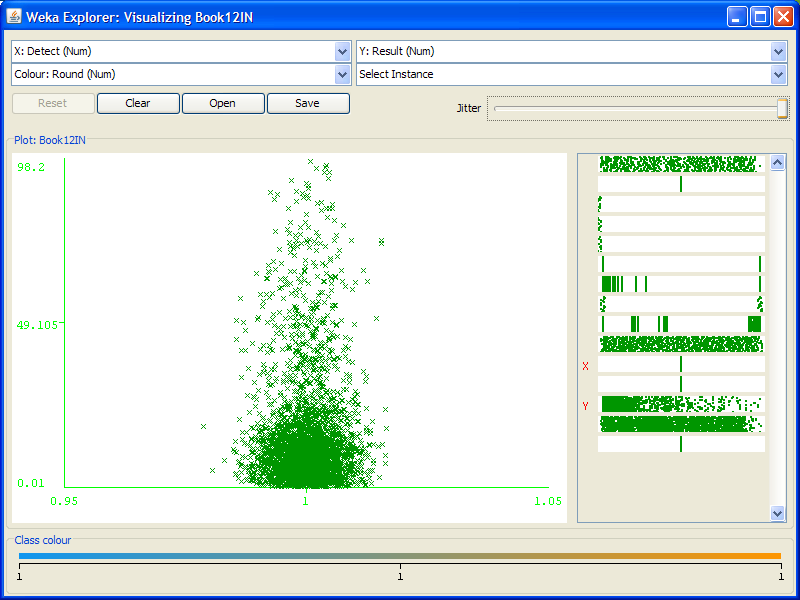 Weka Explorer: Visualizing Book12IN
X: Detect (Num)
Y: Result (Num)
Colour: Round (Num)
Select Instance
Reset
Clear
Open
Save
Jitter
Plot: Book12IN
98.2
49.105
0.01
0.95
1
1.05
X
Y
Class colour
1
1
1